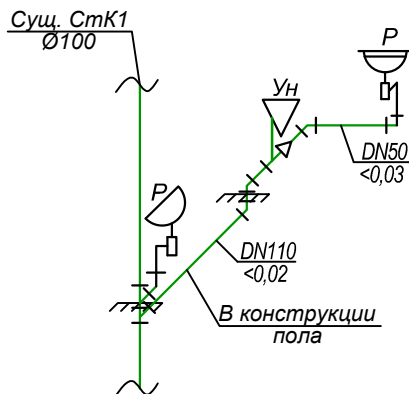 Сущ. СтК1
Ø100
Р
Ун
DN50
<0,03
Р
DN110
<0,02
В конструкции
пола